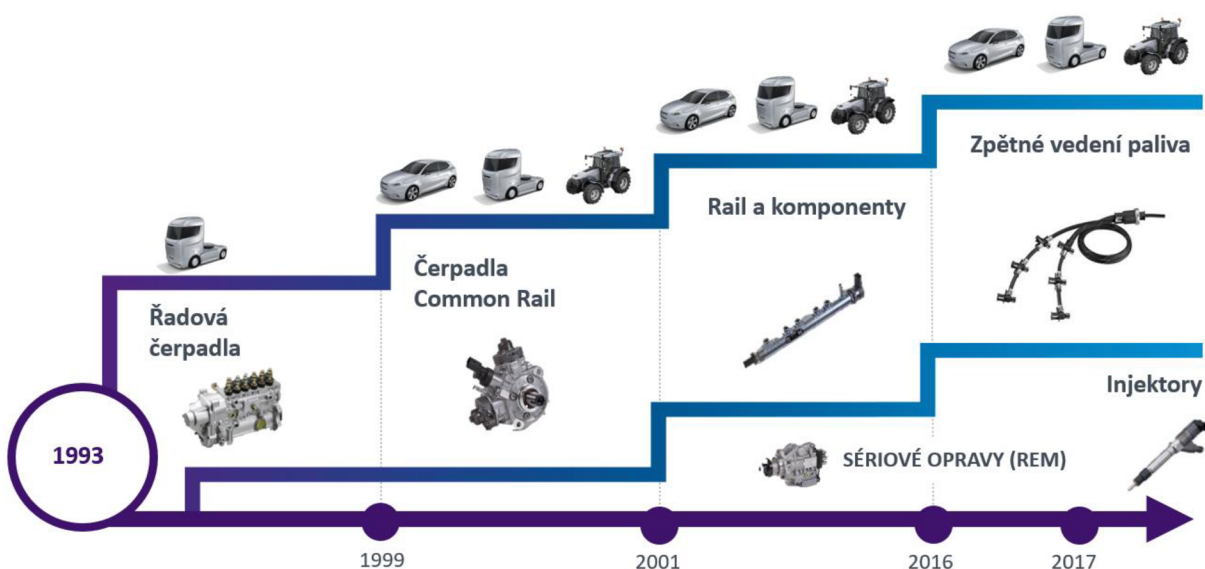 Zpětné vedení paliva
Rail a komponenty
Čerpadla
Common Rail
Řadová
čerpadla
Injektory
1993
SÉRIOVÉ OPRAVY (REM)
1999
2001
2016
2017